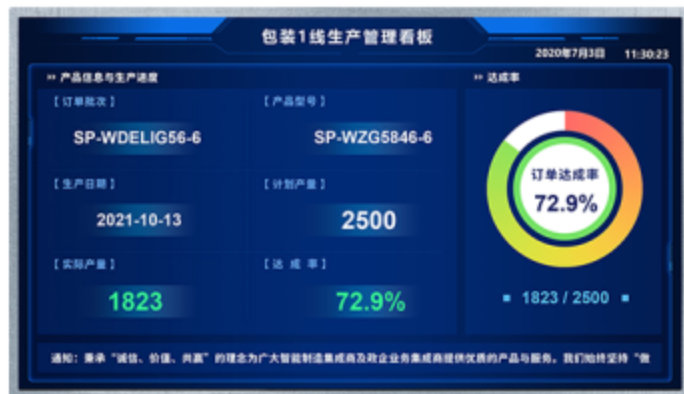 包装1线生产管理看板
2020年7月3日 11:30:23
产品信息与生产进度
达成率
【订单批次】
【产品型号】
SP-WDELIG56-6
SP-WZG5846-6
【生产日期】
【计划产量】
2021-10-13
2500
【实际产量】
【达 成 率】
1823
72.9%
订单达成率
72.9%
1823 / 2500
通知：秉承“诚信、价值、共赢”的理念为广大智能制造集成商及政企业务集成商提供优质的产品与服务。我们始终坚持“做